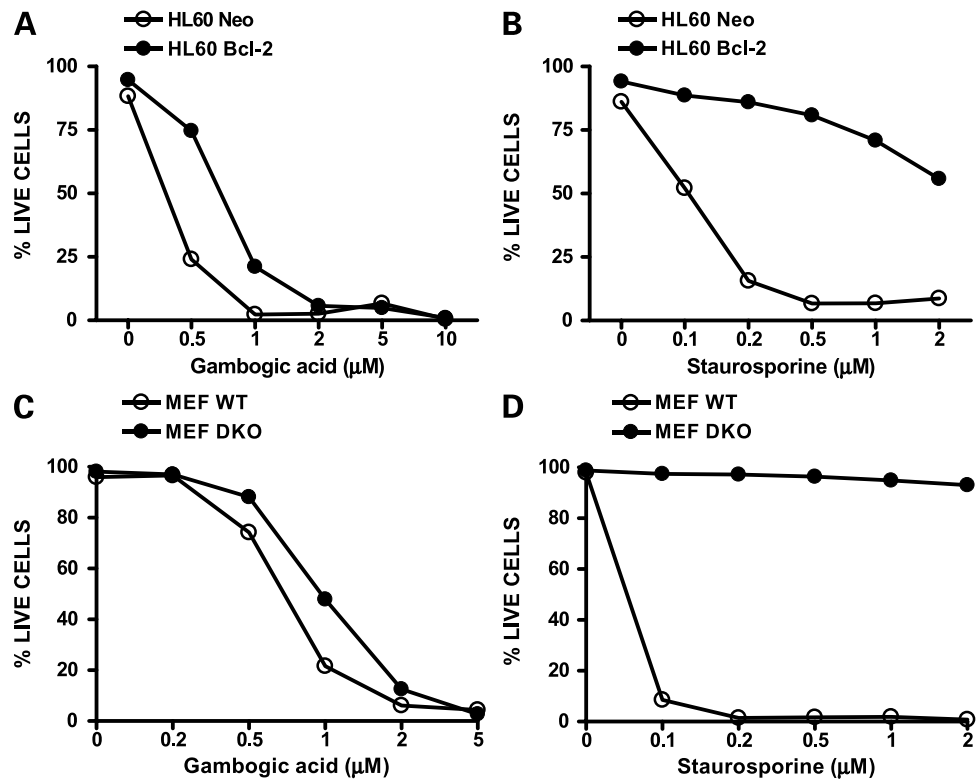 A
HL60 Neo
HL60 Bcl-2
% LIVE CELLS
100
75
50
25
0
0 0.5 1 2 5 10
Gambogic acid (µM)
B
HL60 Neo
HL60 Bcl-2
% LIVE CELLS
100
75
50
25
0
0 0.1 0.2 0.5 1 2
Staurosporine (µM)
C
MEF WT
MEF DKO
% LIVE CELLS
100
80
60
40
20
0
0 0.2 0.5 1 2 5
Gambogic acid (µM)
D
MEF WT
MEF DKO
% LIVE CELLS
100
80
60
40
20
0
0 0.1 0.2 0.5 1 2
Staurosporine (µM)